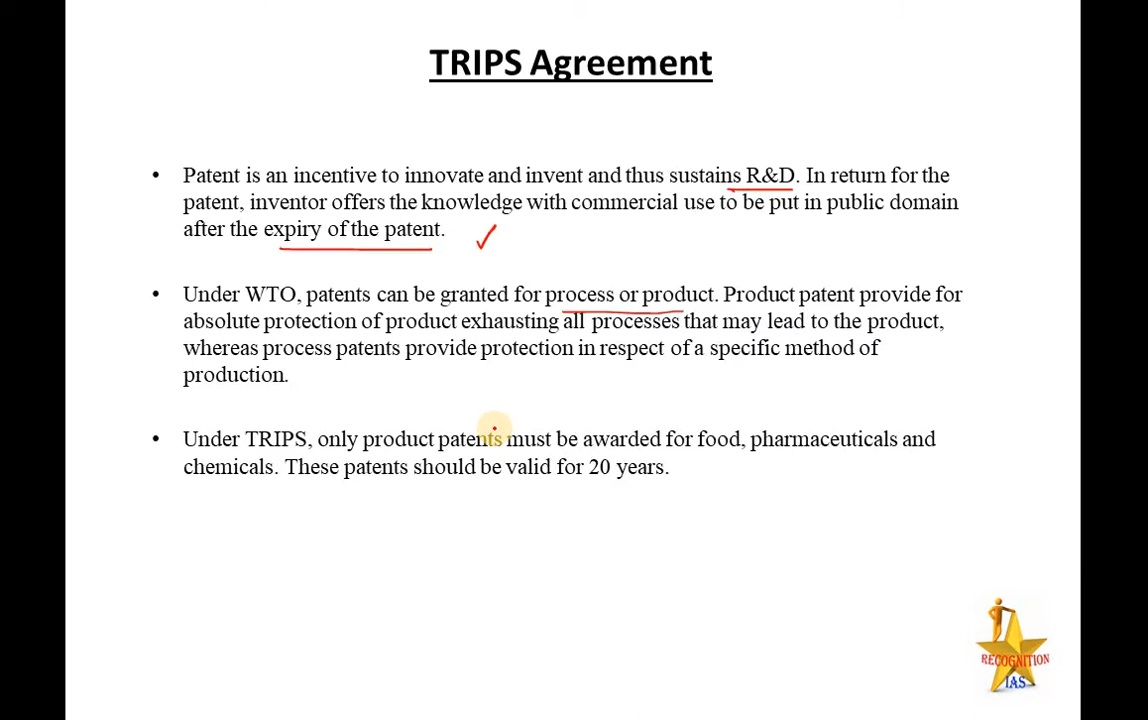 TRIPS Agreement
• Patent is an incentive to innovate and invent and thus sustains R&D. In return for the
patent, inventor offers the knowledge with commercial use to be put in public domain
after the expiry of the patent.
• Under WTO, patents can be granted for process or product. Product patent provide for
absolute protection of product exhausting all processes that may lead to the product,
whereas process patents provide protection in respect of a specific method of
production.
• Under TRIPS, only product patents must be awarded for food, pharmaceuticals and
chemicals. These patents should be valid for 20 years.
RECOGNITION
IAS